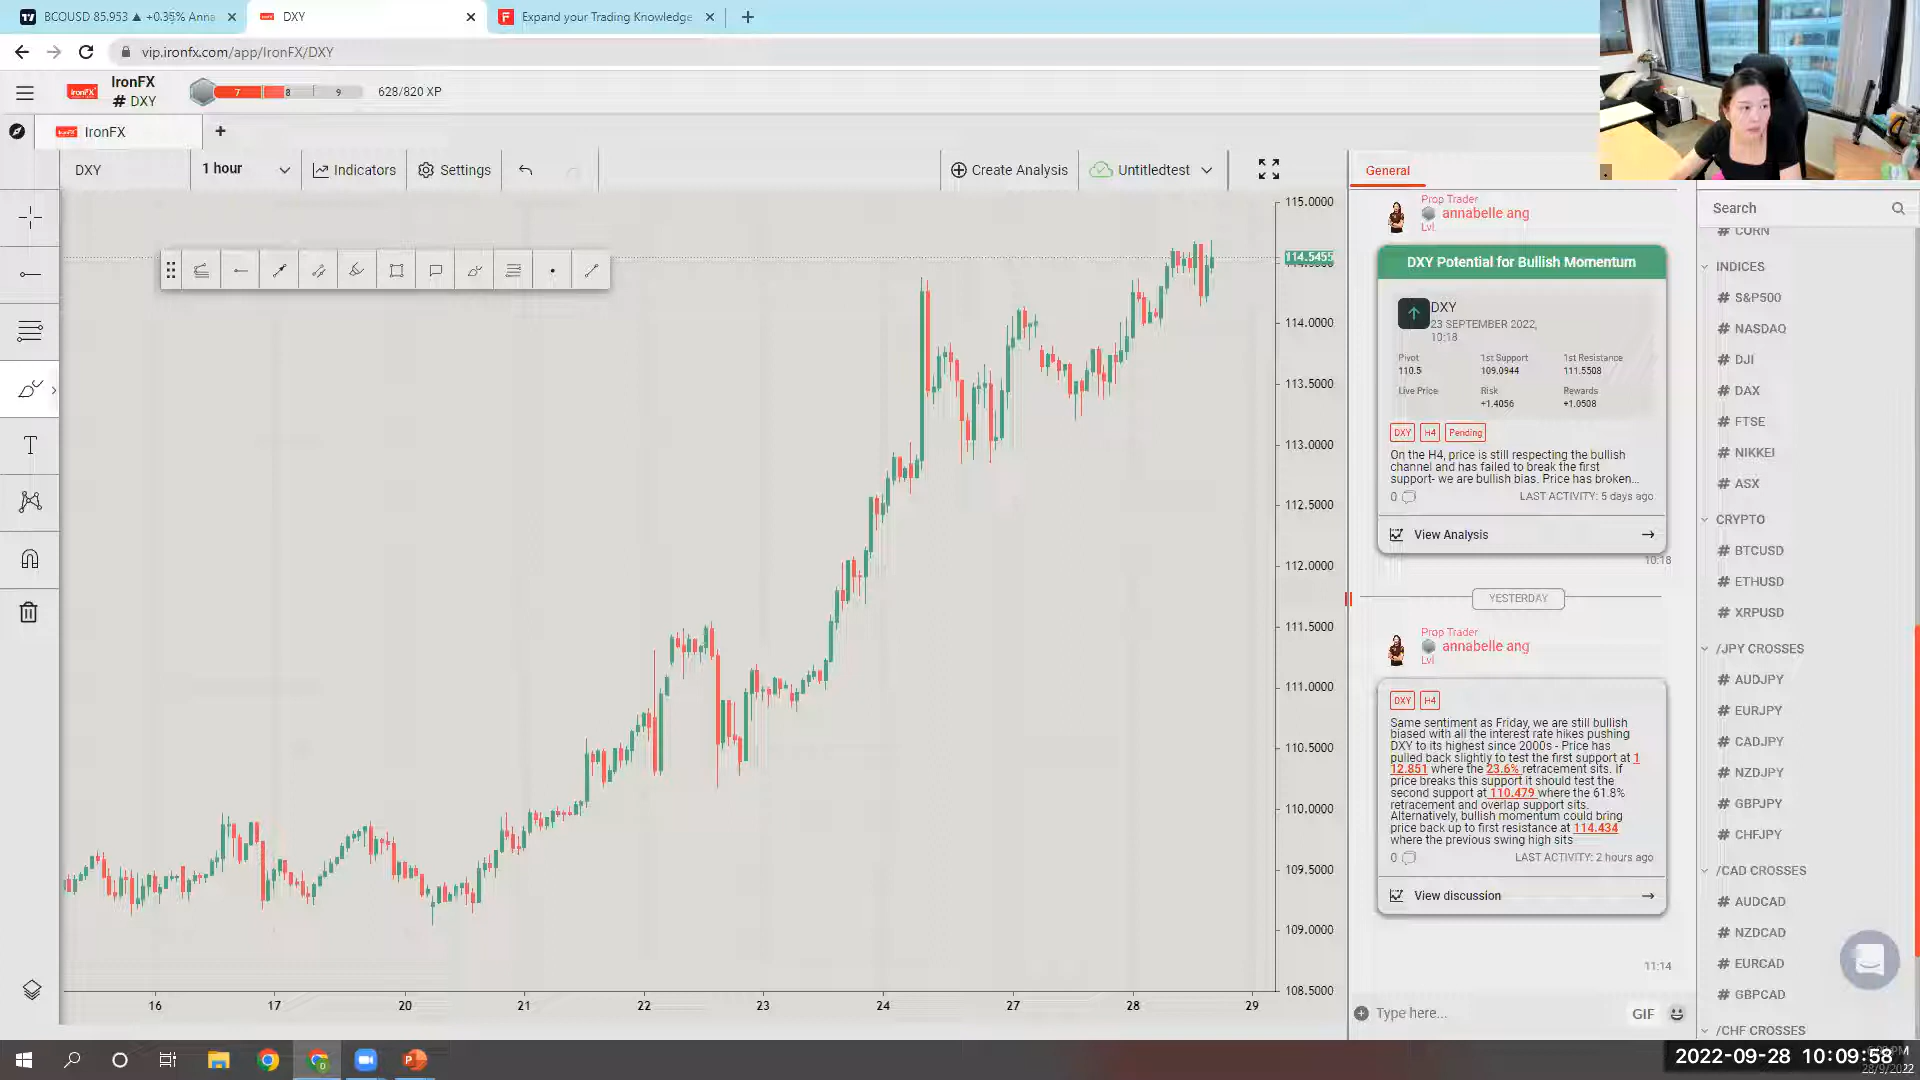 BCOUSD 85.953 ▲ +0.35% Anna
DXY
Expand your Trading Knowledge
vip.ironfx.com/app/IronFX/DXY
IronFX
IronFX
# DXY
7 8 9
628/820 XP
IronFX
IronFX
DXY
1 hour
Indicators
Settings
Create Analysis
Untitledtest
115.0000
114.5455
114.0000
113.5000
113.0000
112.5000
112.0000
111.5000
111.0000
110.5000
110.0000
109.5000
109.0000
108.5000
16 17 20 21 22 23 24 27 28 29
General
Prop Trader
annabelle ang
Lvl
DXY Potential for Bullish Momentum
DXY
23 SEPTEMBER 2022,
10:18
Pivot 1st Support 1st Resistance
110.5 109.0944 111.5508
Live Price Risk Rewards
+1.4056 +1.0508
DXY H4 Pending
On the H4, price is still respecting the bullish
channel and has failed to break the first
support- we are bullish bias. Price has broken...
0 LAST ACTIVITY: 5 days ago
View Analysis
10:18
YESTERDAY
Prop Trader
annabelle ang
Lvl
DXY H4
Same sentiment as Friday, we are still bullish
biased with all the interest rate hikes pushing
DXY to its highest since 2000s - Price has
pulled back slightly to test the first support at 1
12.851 where the 23.6% retracement sits. If
price breaks this support it should test the
second support at 110.479 where the 61.8%
retracement and overlap support sits.
Alternatively, bullish momentum could bring
price back up to first resistance at 114.434
where the previous swing high sits
0 LAST ACTIVITY: 2 hours ago
View discussion
11:14
Type here...
GIF
Search
# CORN
INDICES
# S&P500
# NASDAQ
# DJI
# DAX
# FTSE
# NIKKEI
# ASX
CRYPTO
# BTCUSD
# ETHUSD
# XRPUSD
/JPY CROSSES
# AUDJPY
# EURJPY
# CADJPY
# NZDJPY
# GBPJPY
# CHFJPY
/CAD CROSSES
# AUDCAD
# NZDCAD
# EURCAD
# GBPCAD
/CHF CROSSES
2022-09-28 10:09:58